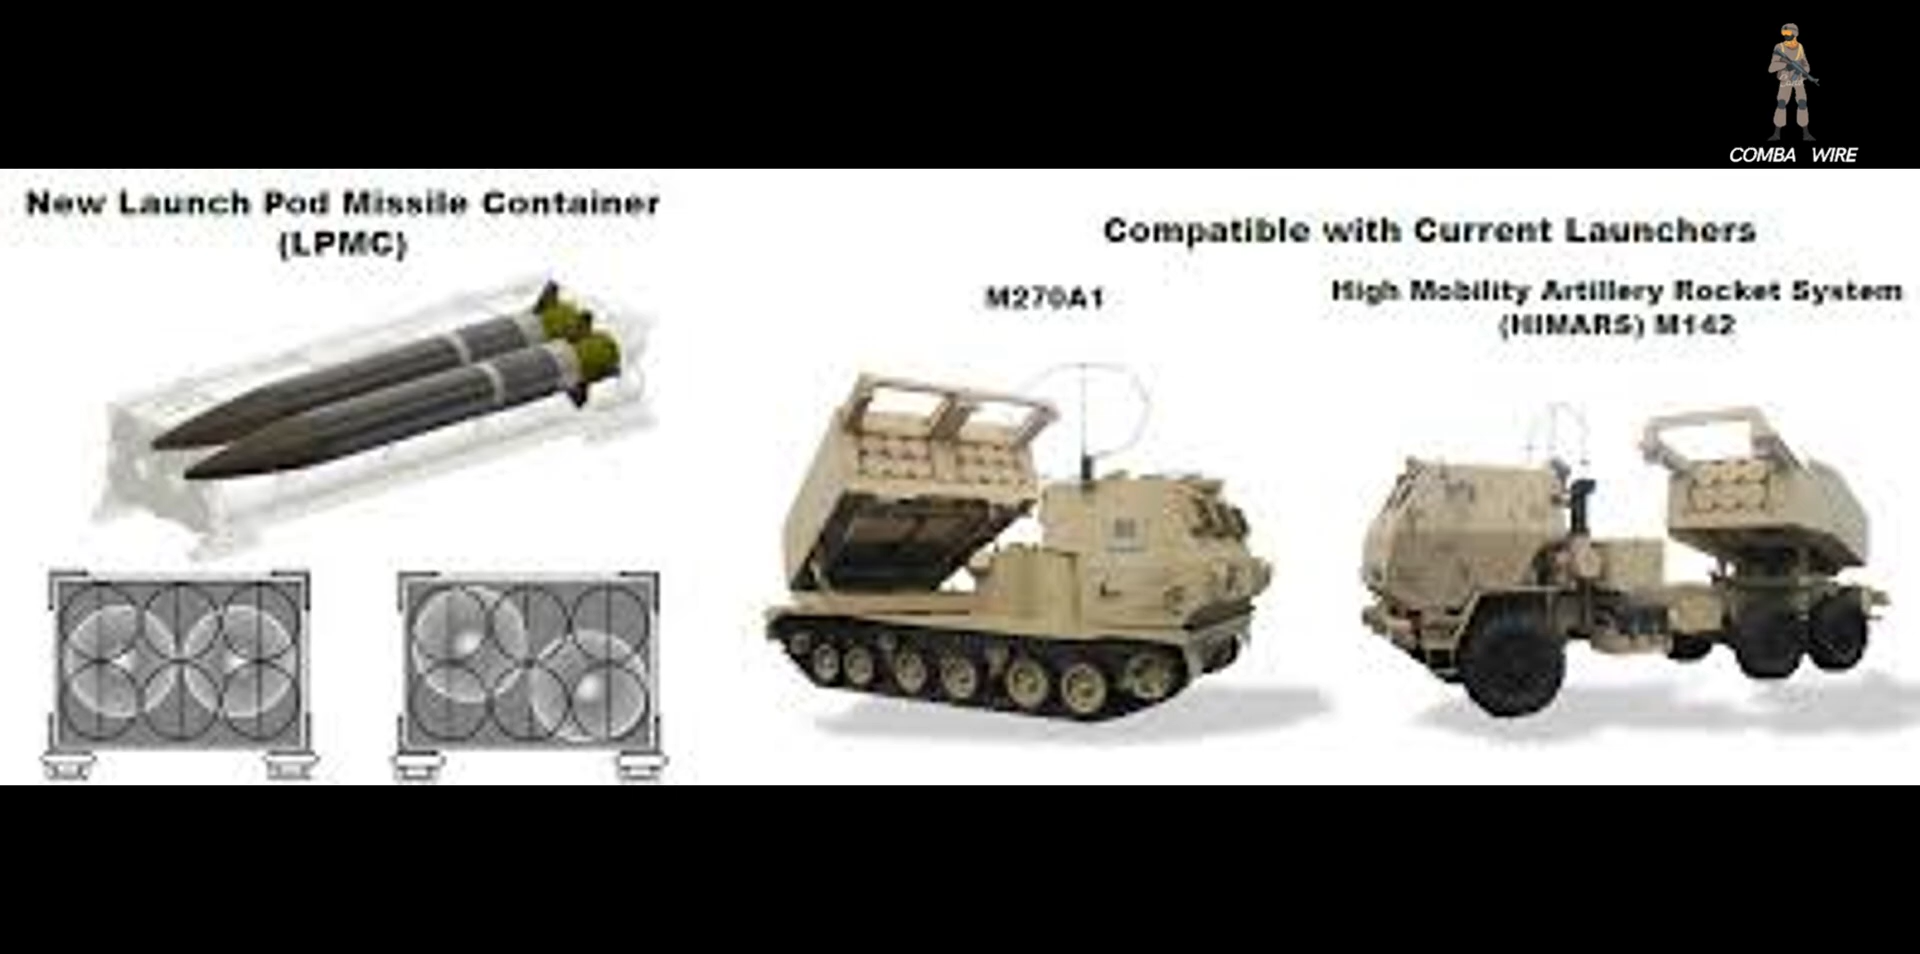 COMBA WIRE
New Launch Pod Missile Container
(LPMC)
Compatible with Current Launchers
M270A1
High Mobility Artillery Rocket System
(HIMARS) M142